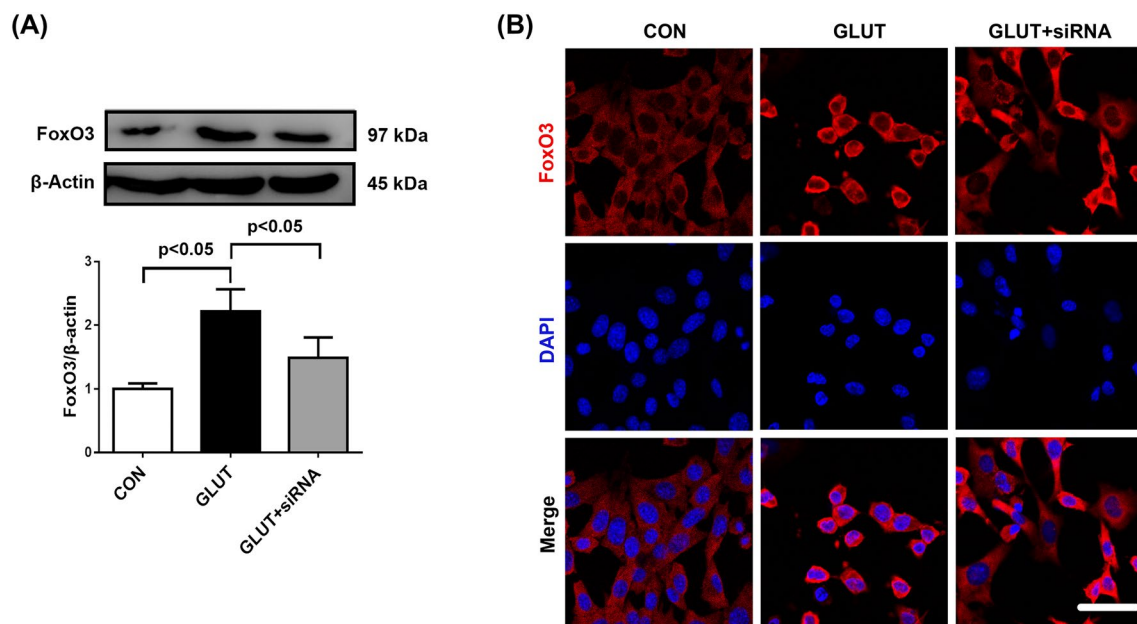 (A)
FoxO3
97 kDa
β-Actin
45 kDa
p<0.05
p<0.05
FoxO3/β-actin
3
2
1
0
CON
GLUT
GLUT+siRNA
(B)
CON
GLUT
GLUT+siRNA
FoxO3
DAPI
Merge